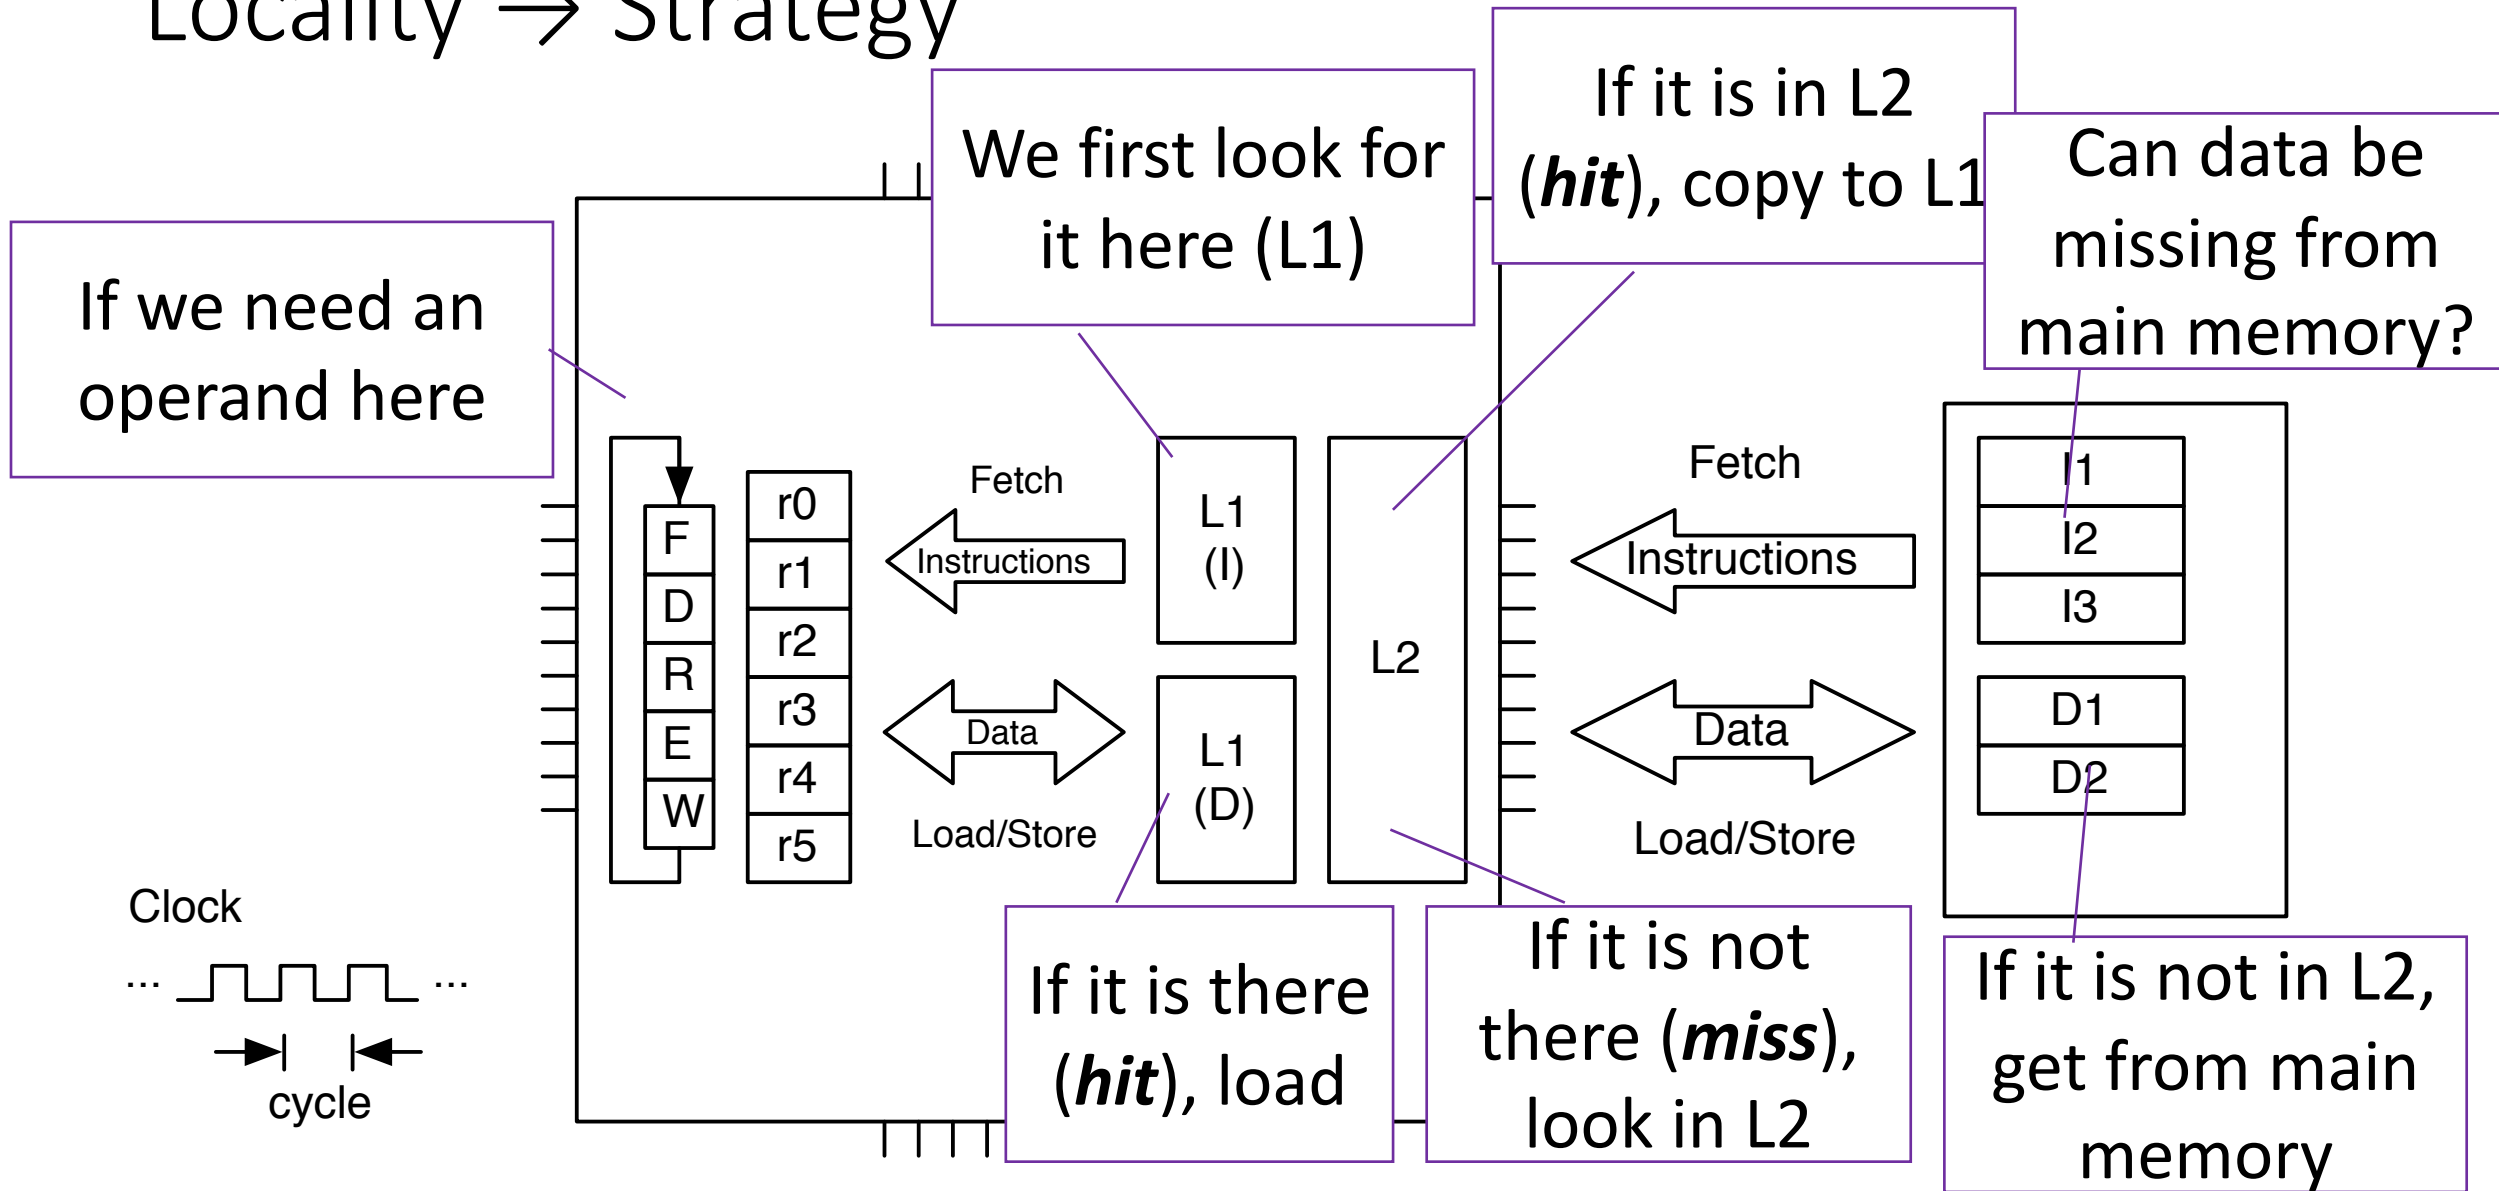 Locality → Strategy
If we need an
operand here
We first look for
it here (L1)
If it is in L2
(hit), copy to L1
Can data be
missing from
main memory?
F
D
R
E
W
r0
r1
r2
r3
r4
r5
Fetch
Instructions
Data
Load/Store
L1
(I)
L1
(D)
L2
Fetch
Instructions
Data
Load/Store
I1
I2
I3
D1
D2
Clock
... ...
cycle
If it is there
(hit), load
If it is not
there (miss),
look in L2
If it is not in L2,
get from main
memory